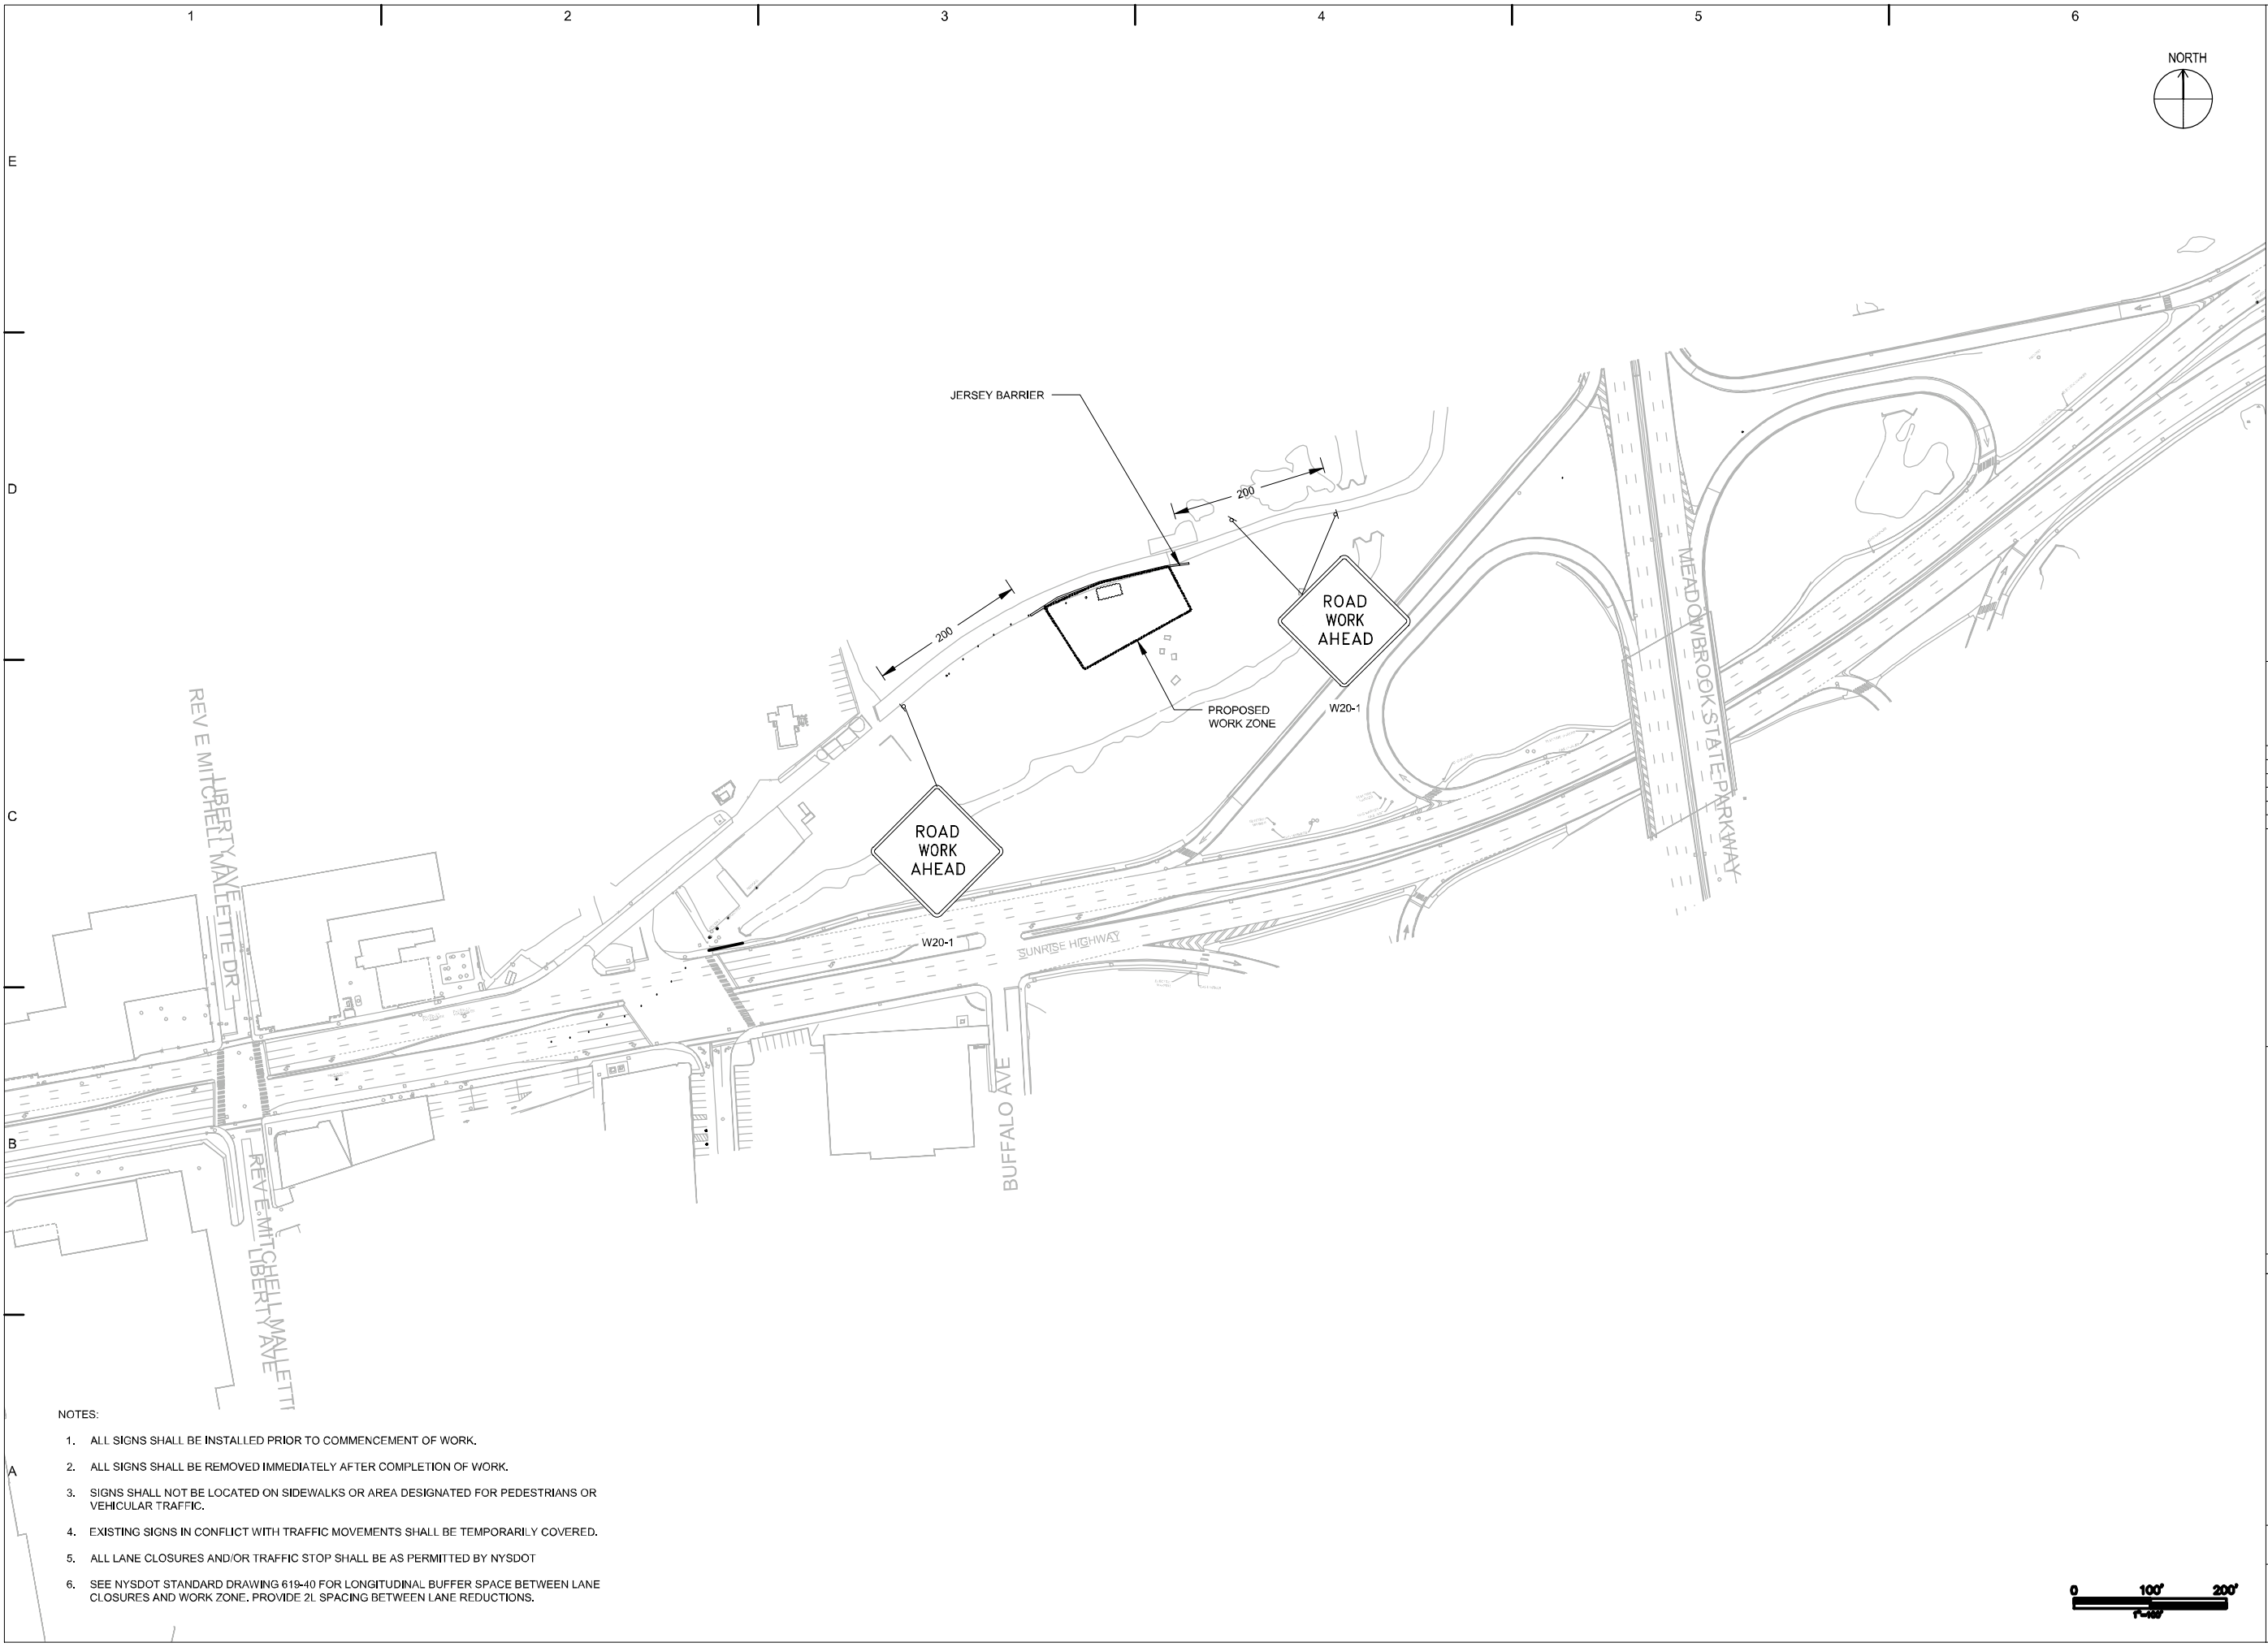 1
2
3
4
5
6
NORTH
E
D
C
B
A
JERSEY BARRIER
200
200
ROAD
WORK
AHEAD
W20-1
PROPOSED
WORK ZONE
ROAD
WORK
AHEAD
W20-1
MEADOWBROOK STATE PARKWAY
REV E MITCHELL MALLETTE DR
LIBERTY AVE
SUNRISE HIGHWAY
BUFFALO AVE
REV E MITCHELL MALLETTE
LIBERTY AVE
NOTES:
1. ALL SIGNS SHALL BE INSTALLED PRIOR TO COMMENCEMENT OF WORK.
2. ALL SIGNS SHALL BE REMOVED IMMEDIATELY AFTER COMPLETION OF WORK.
3. SIGNS SHALL NOT BE LOCATED ON SIDEWALKS OR AREA DESIGNATED FOR PEDESTRIANS OR
VEHICULAR TRAFFIC.
4. EXISTING SIGNS IN CONFLICT WITH TRAFFIC MOVEMENTS SHALL BE TEMPORARILY COVERED.
5. ALL LANE CLOSURES AND/OR TRAFFIC STOP SHALL BE AS PERMITTED BY NYSDOT
6. SEE NYSDOT STANDARD DRAWING 619-40 FOR LONGITUDINAL BUFFER SPACE BETWEEN LANE
CLOSURES AND WORK ZONE. PROVIDE 2L SPACING BETWEEN LANE REDUCTIONS.
0 100' 200'
1"=100'